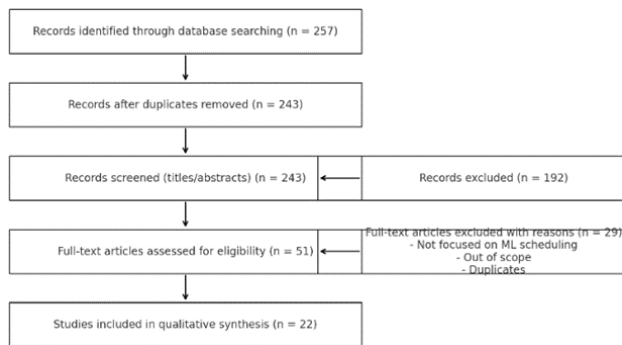 Records identified through database searching (n = 257)
Records after duplicates removed (n = 243)
Records screened (titles/abstracts) (n = 243)
Records excluded (n = 192)
Full-text articles assessed for eligibility (n = 51)
Full-text articles excluded with reasons (n = 29)
- Not focused on ML scheduling
- Out of scope
- Duplicates
Studies included in qualitative synthesis (n = 22)